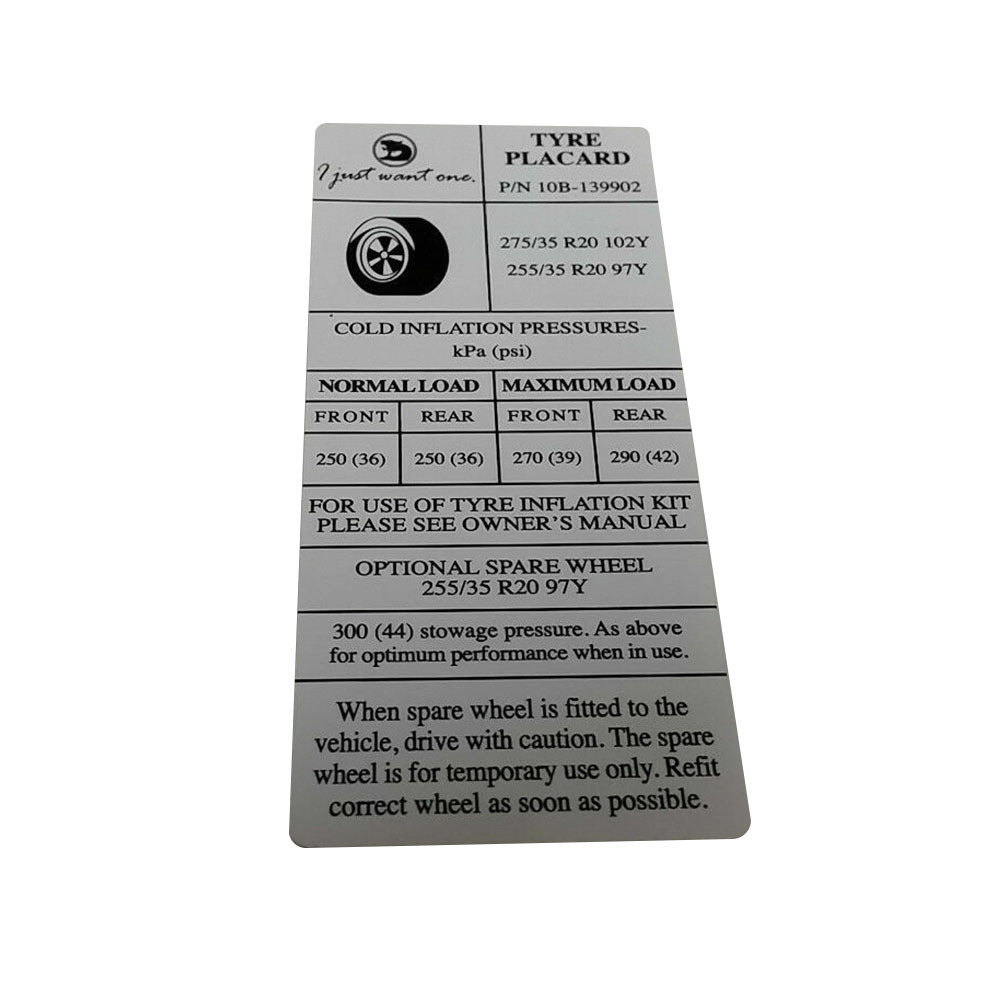 I just want one.
TYRE
PLACARD
P/N 10B-139902
275/35 R20 102Y
255/35 R20 97Y
COLD INFLATION PRESSURES-
kPa (psi)
NORMAL LOAD MAXIMUM LOAD
FRONT REAR FRONT REAR
250 (36) 250 (36) 270 (39) 290 (42)
FOR USE OF TYRE INFLATION KIT
PLEASE SEE OWNER'S MANUAL
OPTIONAL SPARE WHEEL
255/35 R20 97Y
300 (44) stowage pressure. As above
for optimum performance when in use.
When spare wheel is fitted to the
vehicle, drive with caution. The spare
wheel is for temporary use only. Refit
correct wheel as soon as possible.